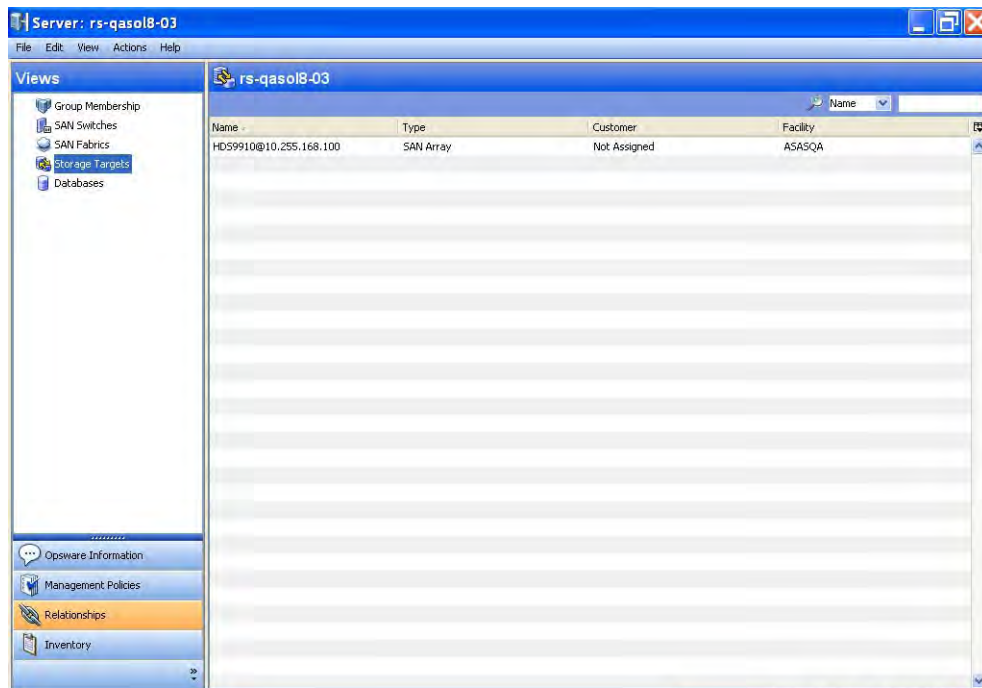 Server: rs-qasol8-03
File Edit View Actions Help
Views
Group Membership
SAN Switches
SAN Fabrics
Storage Targets
Databases
Opsware Information
Management Policies
Relationships
Inventory
rs-qasol8-03
Name
Name Type Customer Facility
HDS9910@10.255.168.100 SAN Array Not Assigned ASASQA